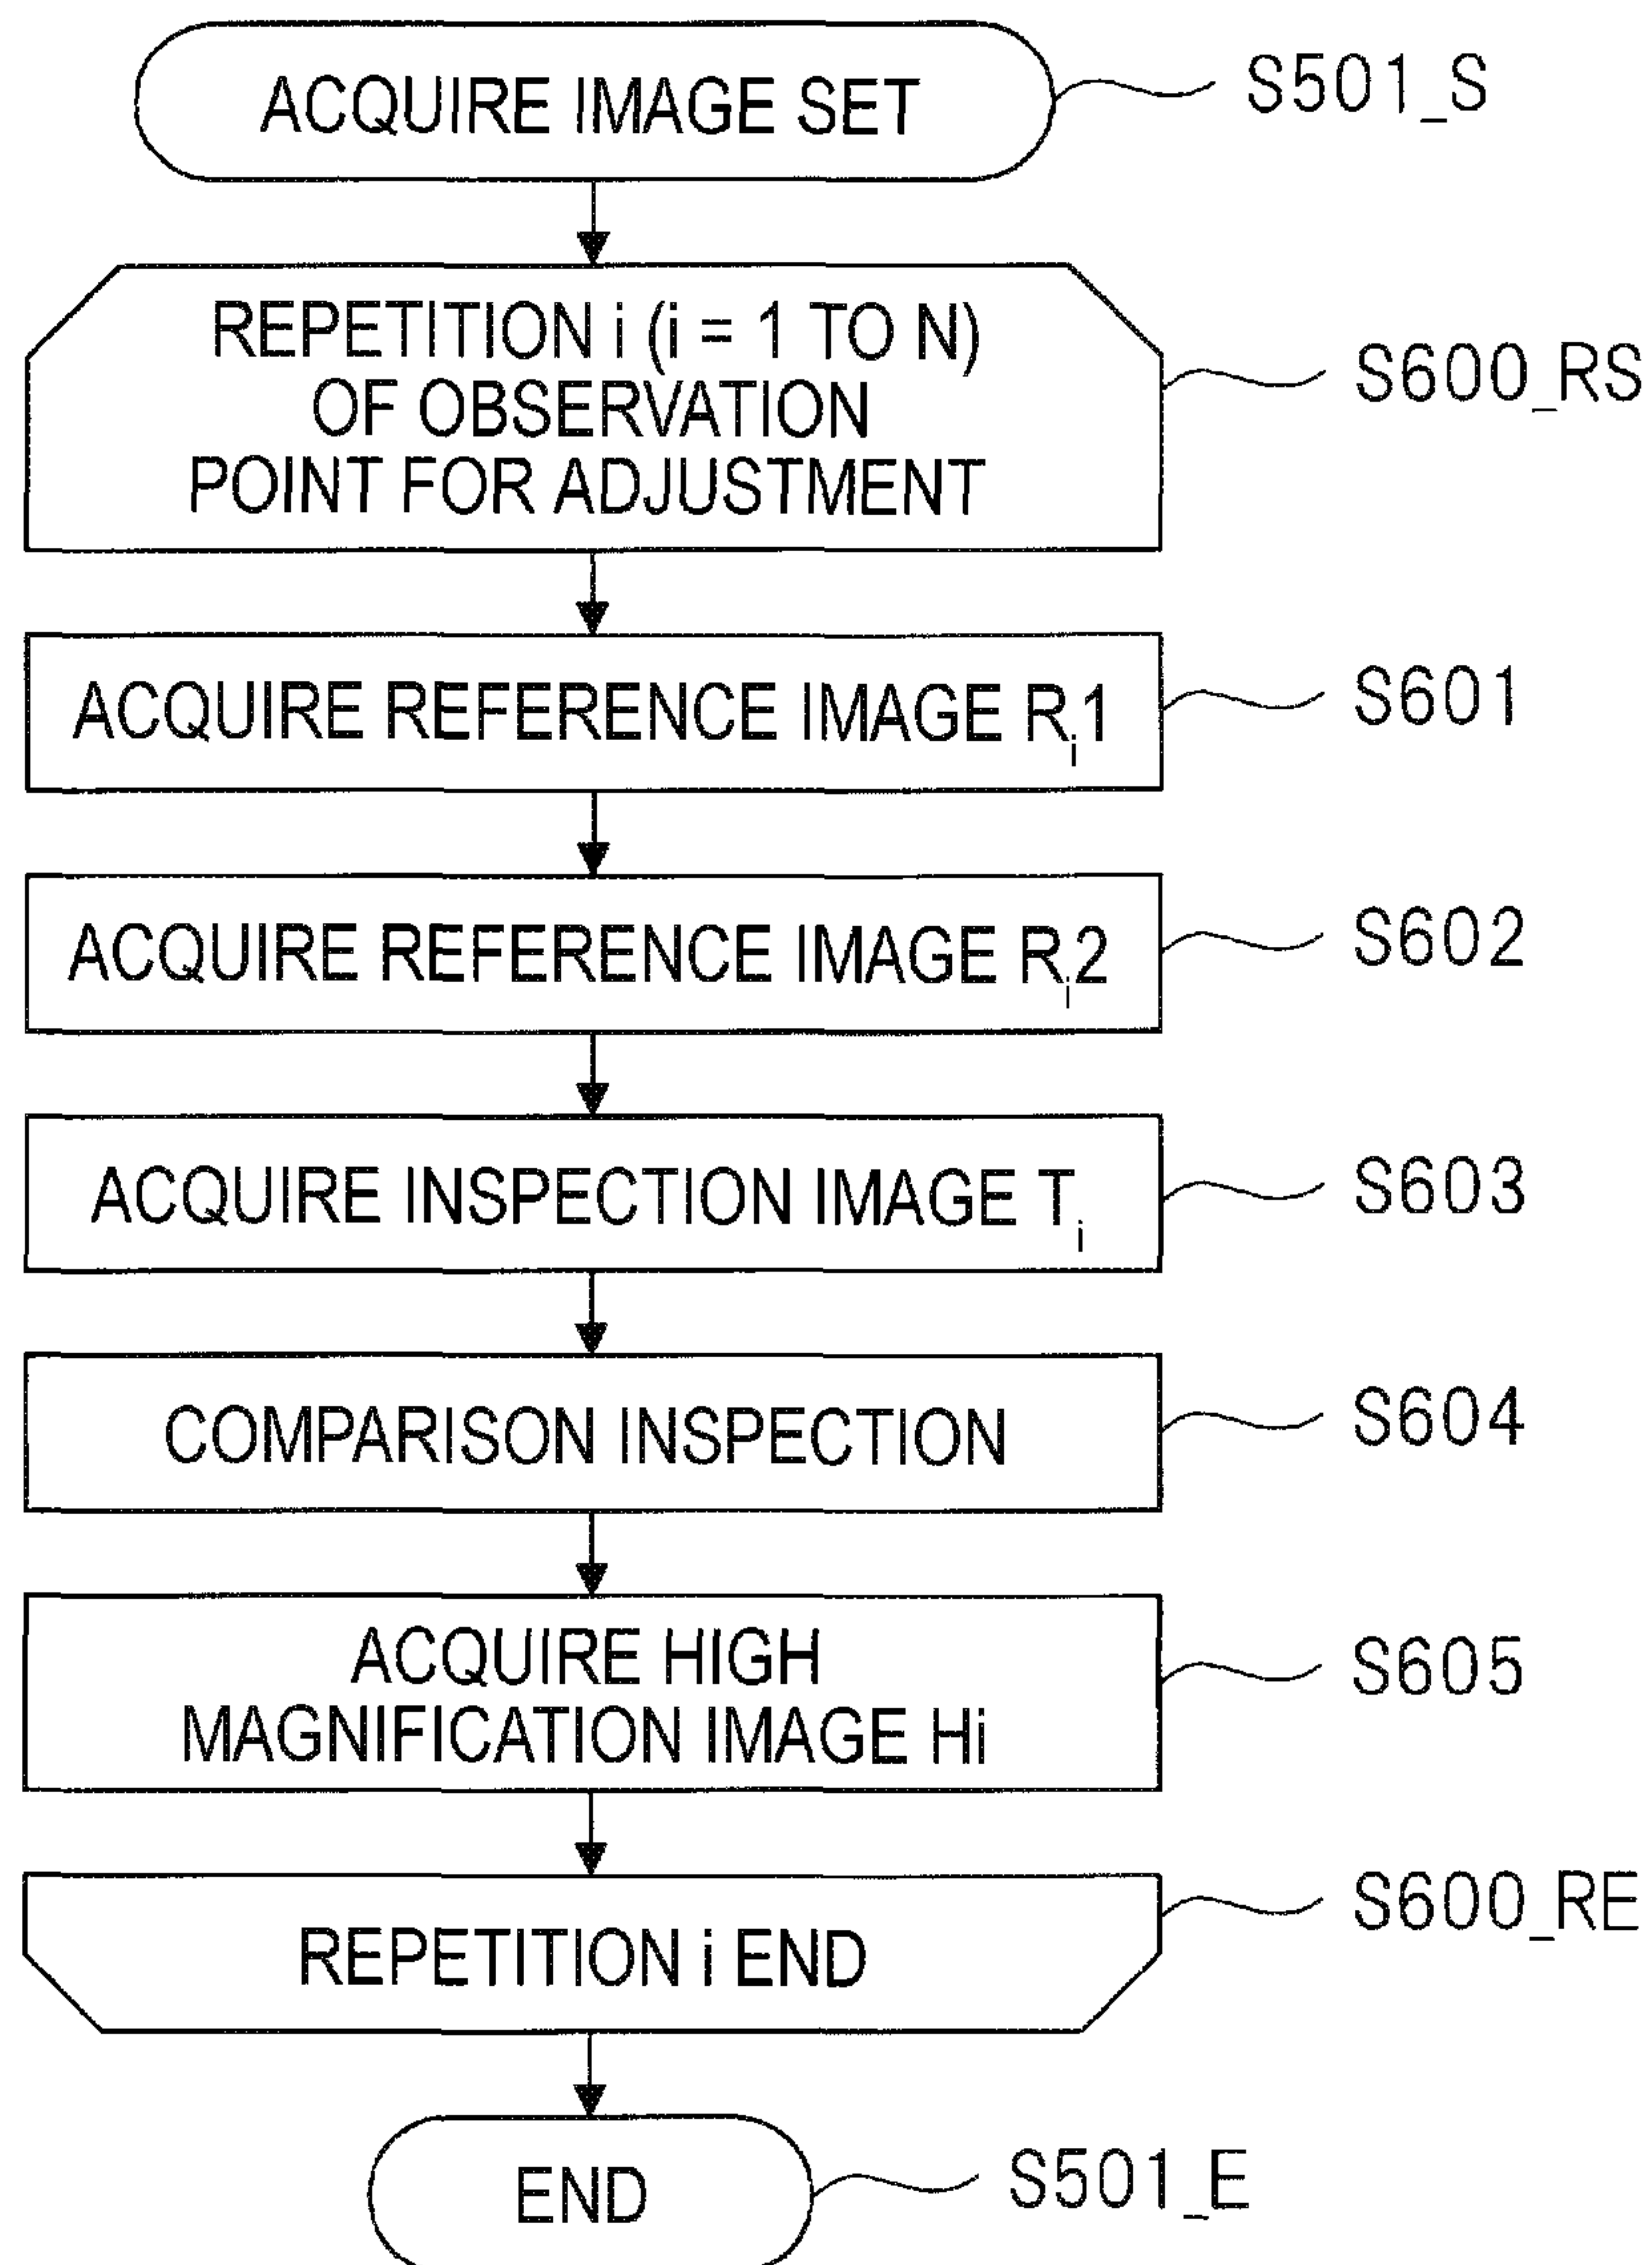 ACQUIRE IMAGE SET
S501_S
REPETITION i (i = 1 TO N)
OF OBSERVATION
POINT FOR ADJUSTMENT
S600_RS
ACQUIRE REFERENCE IMAGE Ri1
S601
ACQUIRE REFERENCE IMAGE Ri2
S602
ACQUIRE INSPECTION IMAGE Ti
S603
COMPARISON INSPECTION
S604
ACQUIRE HIGH
MAGNIFICATION IMAGE Hi
S605
REPETITION i END
S600_RE
END
S501_E